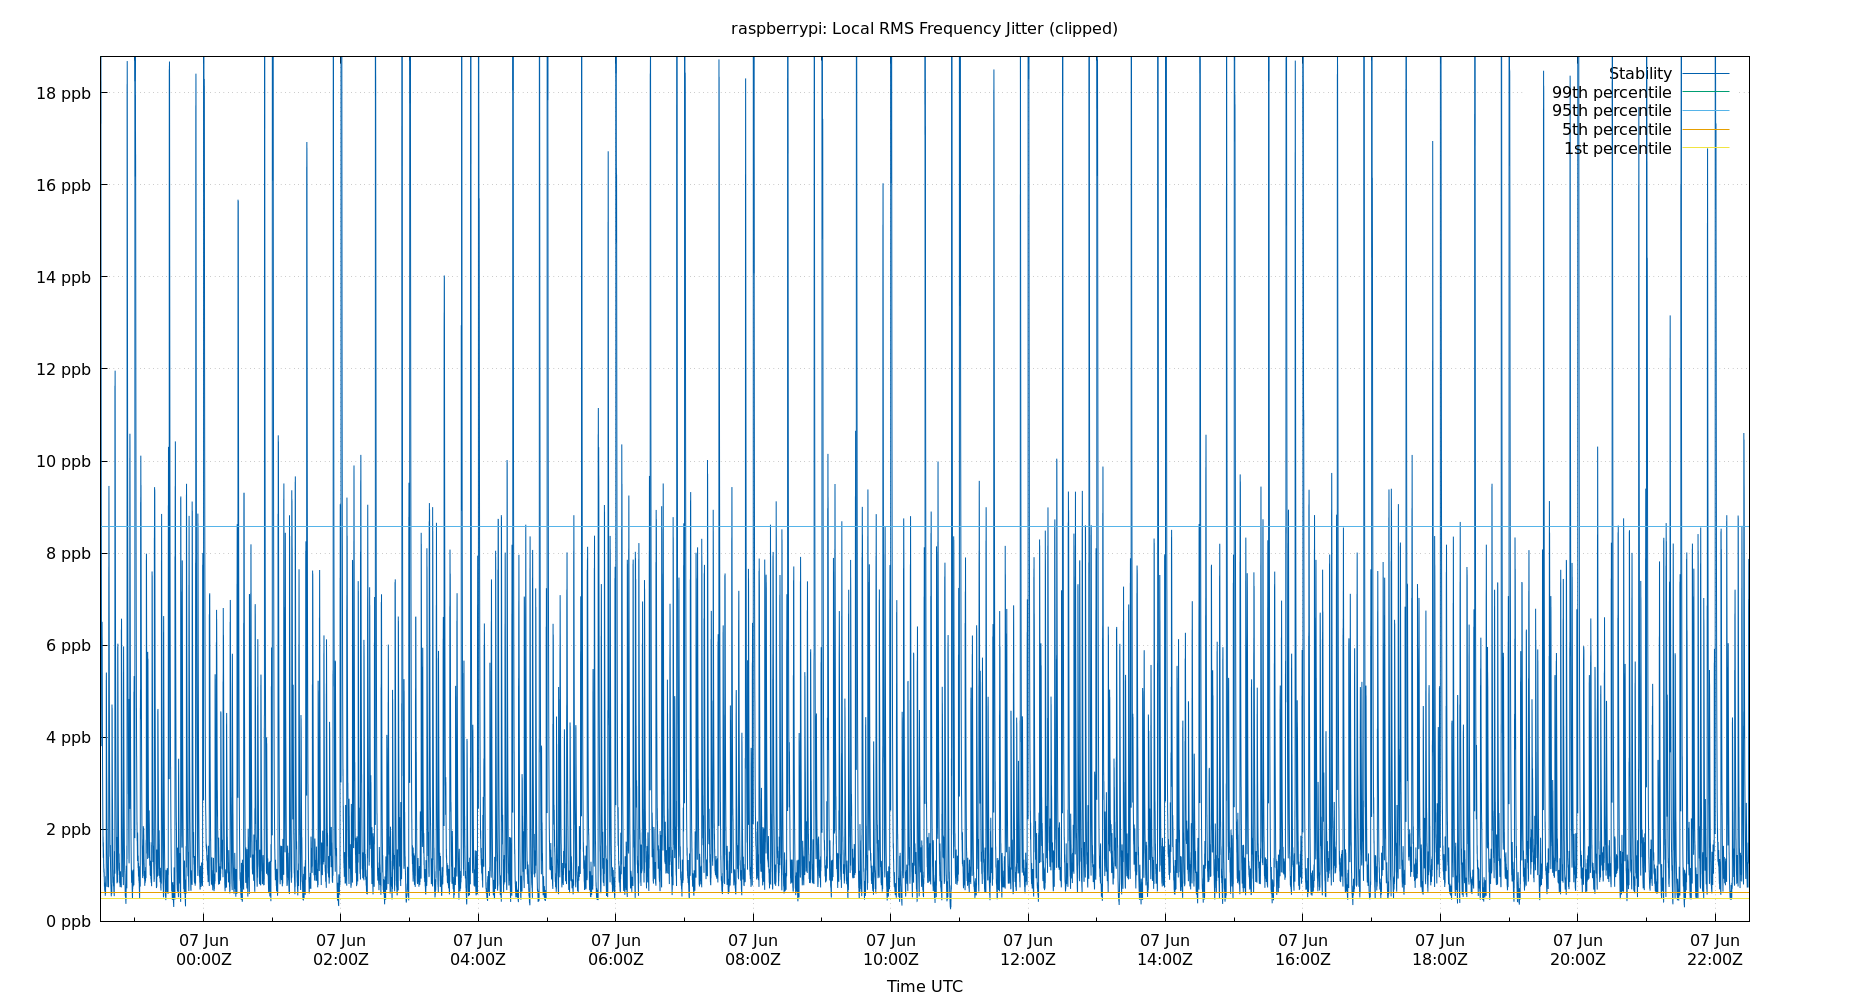 raspberrypi: Local RMS Frequency Jitter (clipped)
18 ppb
16 ppb
14 ppb
12 ppb
10 ppb
8 ppb
6 ppb
4 ppb
2 ppb
0 ppb
Stability
99th percentile
95th percentile
5th percentile
1st percentile
07 Jun 07 Jun 07 Jun 07 Jun 07 Jun 07 Jun 07 Jun 07 Jun 07 Jun 07 Jun 07 Jun 07 Jun
00:00Z 02:00Z 04:00Z 06:00Z 08:00Z 10:00Z 12:00Z 14:00Z 16:00Z 18:00Z 20:00Z 22:00Z
Time UTC